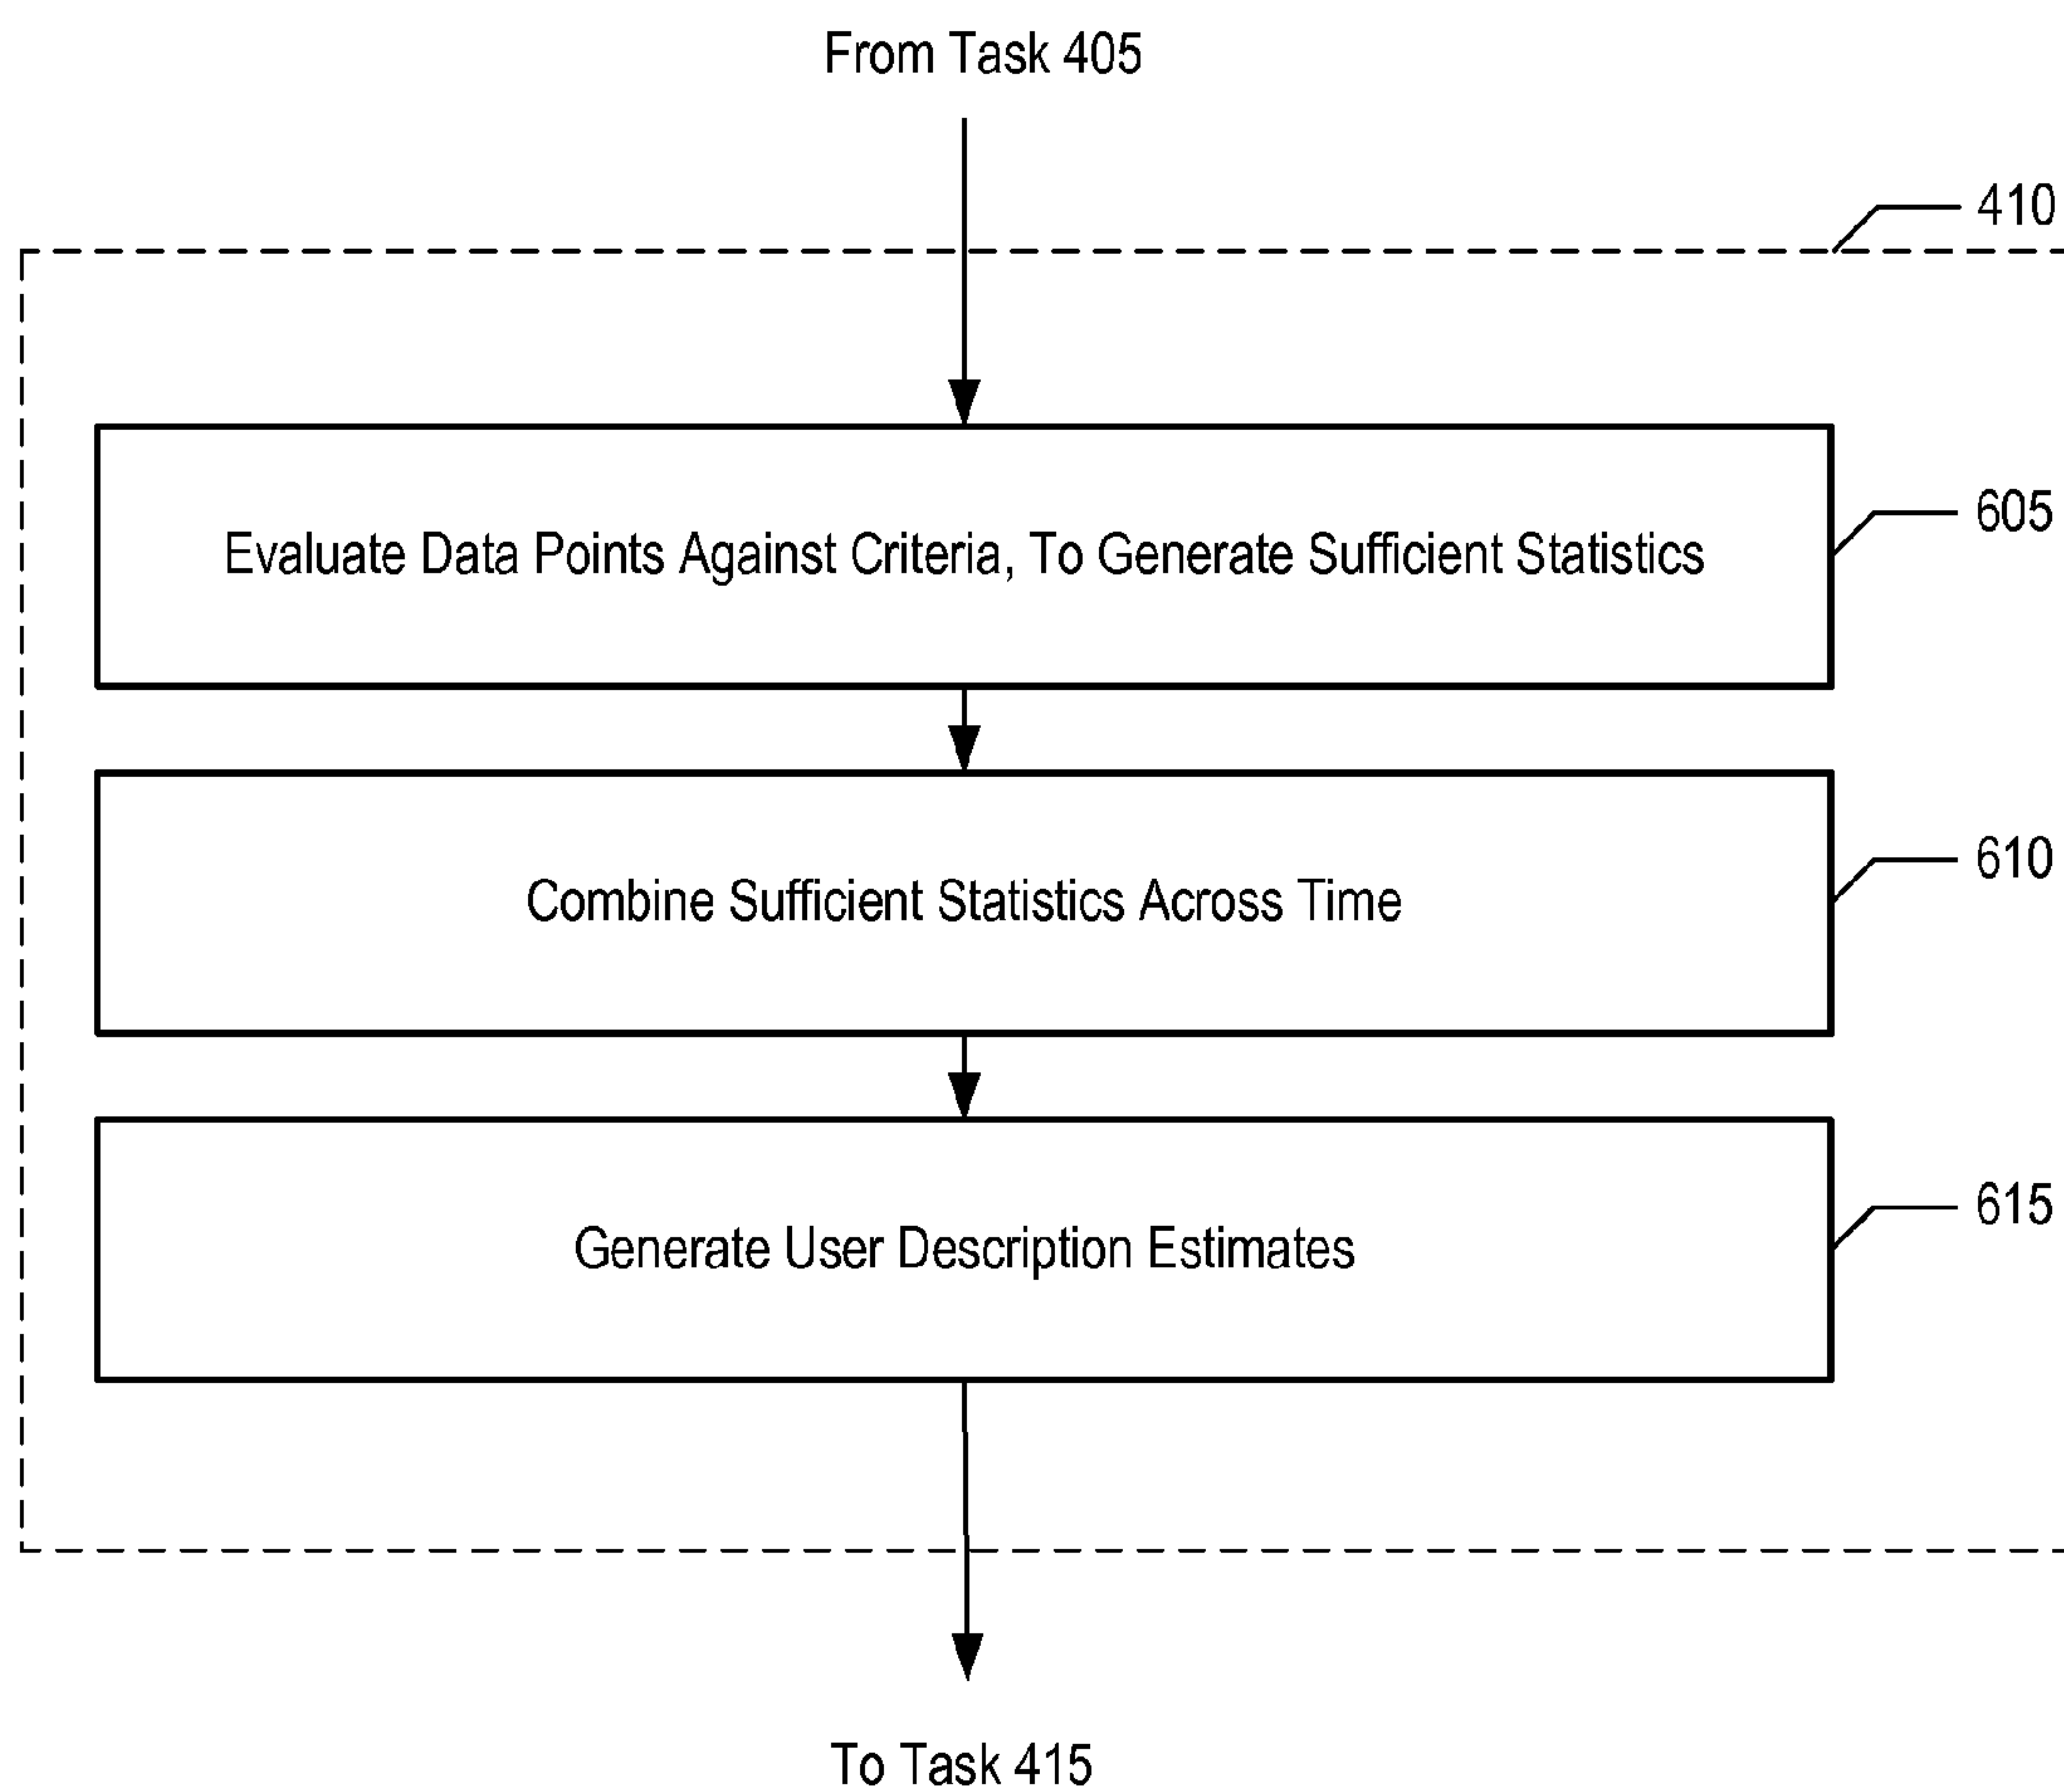 From Task 405
410
Evaluate Data Points Against Criteria, To Generate Sufficient Statistics
605
Combine Sufficient Statistics Across Time
610
Generate User Description Estimates
615
To Task 415